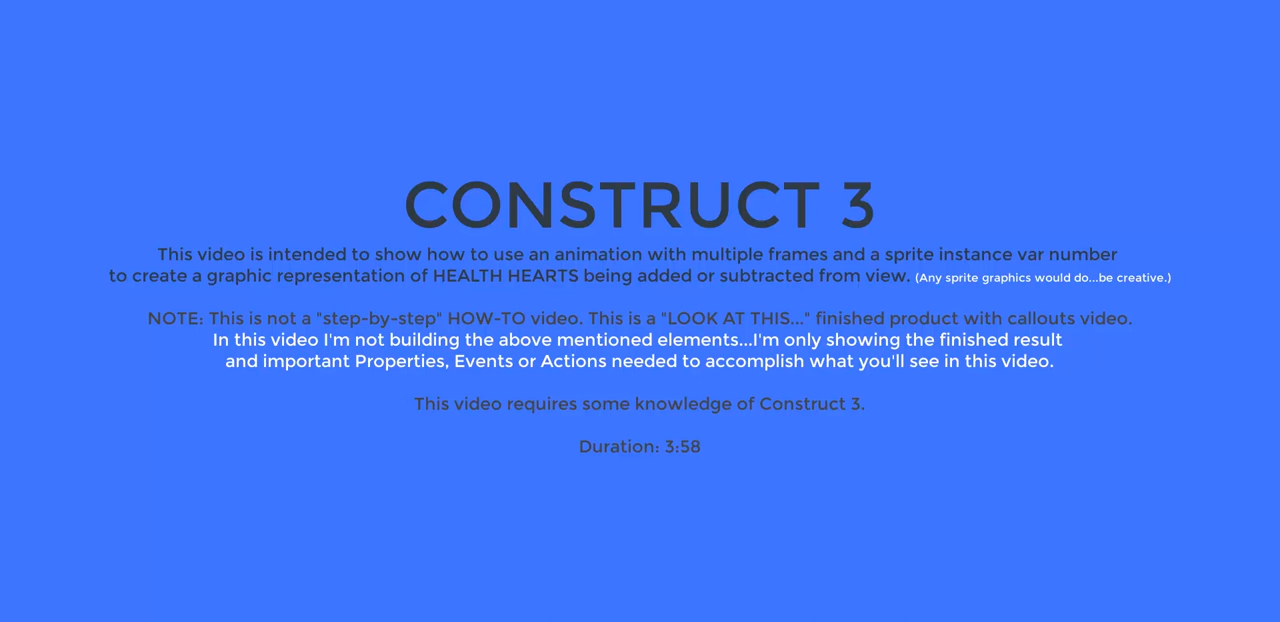 CONSTRUCT 3
This video is intended to show how to use an animation with multiple frames and a sprite instance var number
to create a graphic representation of HEALTH HEARTS being added or subtracted from view. (Any sprite graphics would do...be creative.)
NOTE: This is not a "step-by-step" HOW-TO video. This is a "LOOK AT THIS..." finished product with callouts video.
In this video I'm not building the above mentioned elements...I'm only showing the finished result
and important Properties, Events or Actions needed to accomplish what you'll see in this video.
This video requires some knowledge of Construct 3.
Duration: 3:58